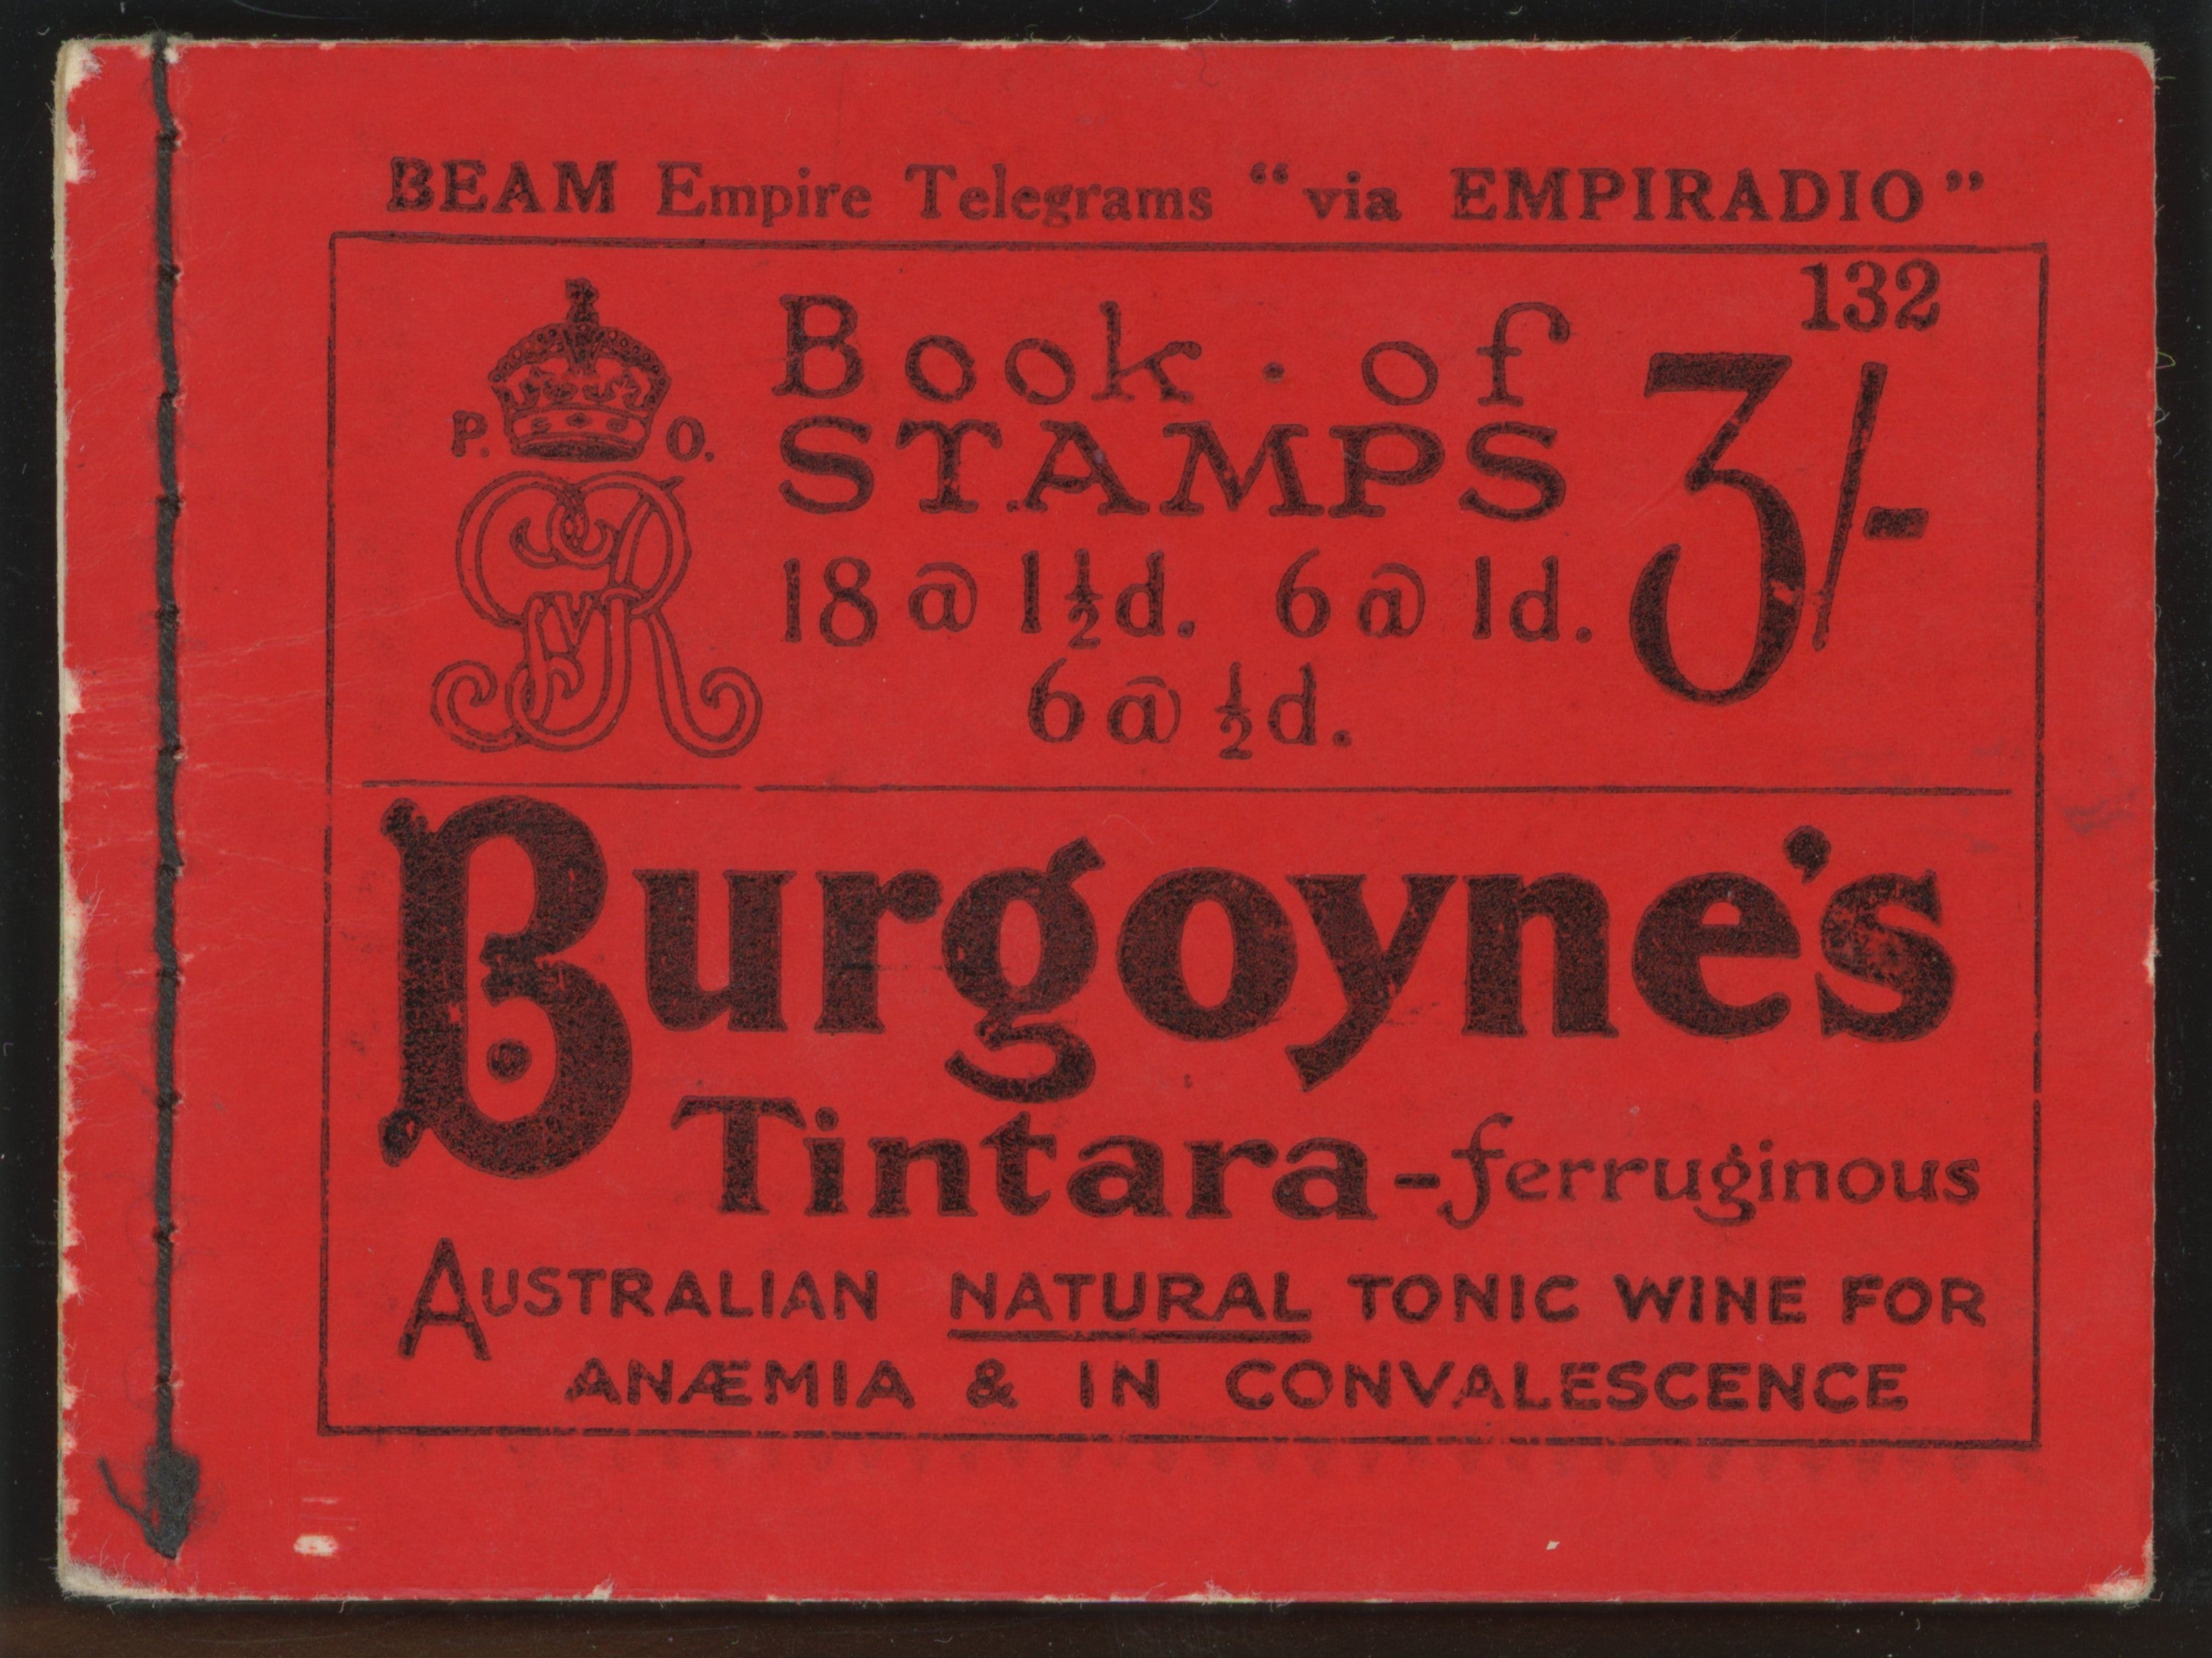 BEAM Empire Telegrams “via EMPIRADIO”
132
P. O.
GvR
Book · of
STAMPS
3/-
18 @ 1½d. 6 @ 1d.
6 @ ½d.
Burgoyne's
Tintara-ferruginous
AUSTRALIAN NATURAL TONIC WINE FOR
ANÆMIA & IN CONVALESCENCE